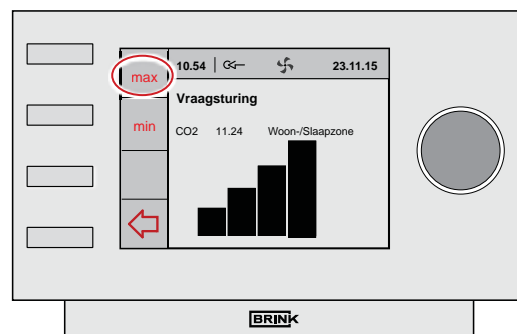 max
min
10.54 23.11.15
Vraagsturing
CO2 11.24 Woon-/Slaapzone
BRINK